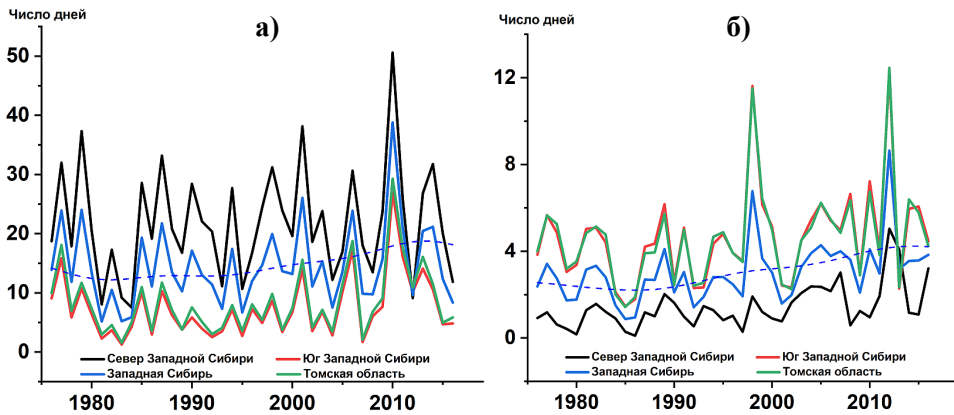 Число дней
а)
50
40
30
20
10
0
Север Западной Сибири
Юг Западной Сибири
Западная Сибирь
Томская область
1980
1990
2000
2010
Число дней
б)
12
8
4
0
Север Западной Сибири
Юг Западной Сибири
Западная Сибирь
Томская область
1980
1990
2000
2010